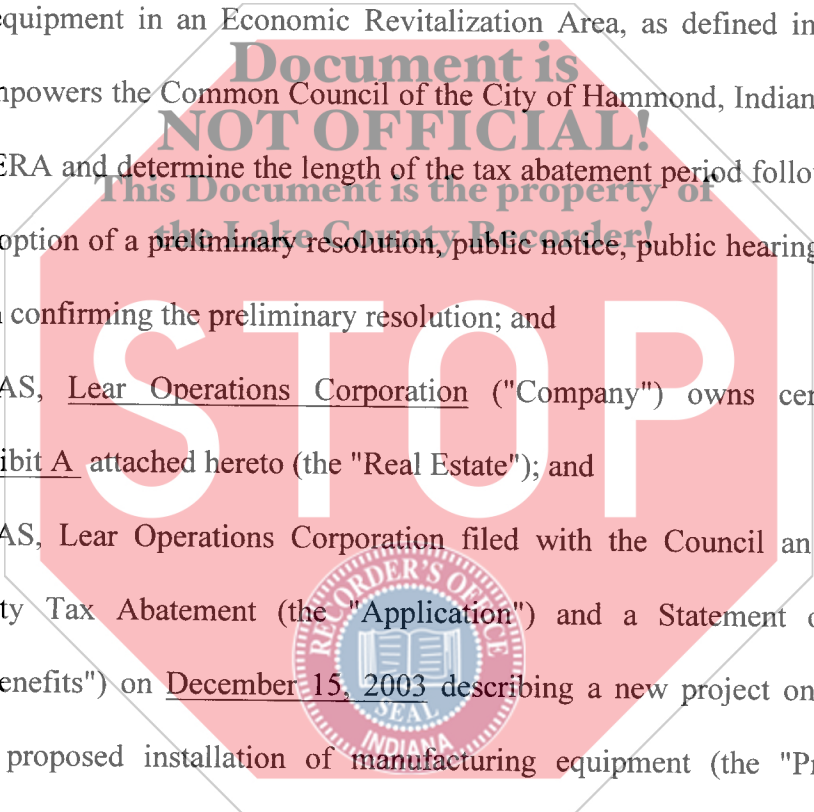 equipment in an Economic Revitalization Area, as defined in
Document is
npowers the Common Council of the City of Hammond, Indian
NOT OFFICIAL!
ERA and determine the length of the tax abatement period follo
This Document is the property of
option of a preliminary resolution, public notice, public hearing
the Lake County Recorder!
confirming the preliminary resolution; and
STOP
AS, Lear Operations Corporation ("Company") owns cer
ibit A attached hereto (the "Real Estate"); and
AS, Lear Operations Corporation filed with the Council an
RECORDER'S OFFICE
ty Tax Abatement (the "Application") and a Statement o
enefits") on December 15, 2003 describing a new project on
SEAL
INDIANA
proposed installation of manufacturing equipment (the "Pr